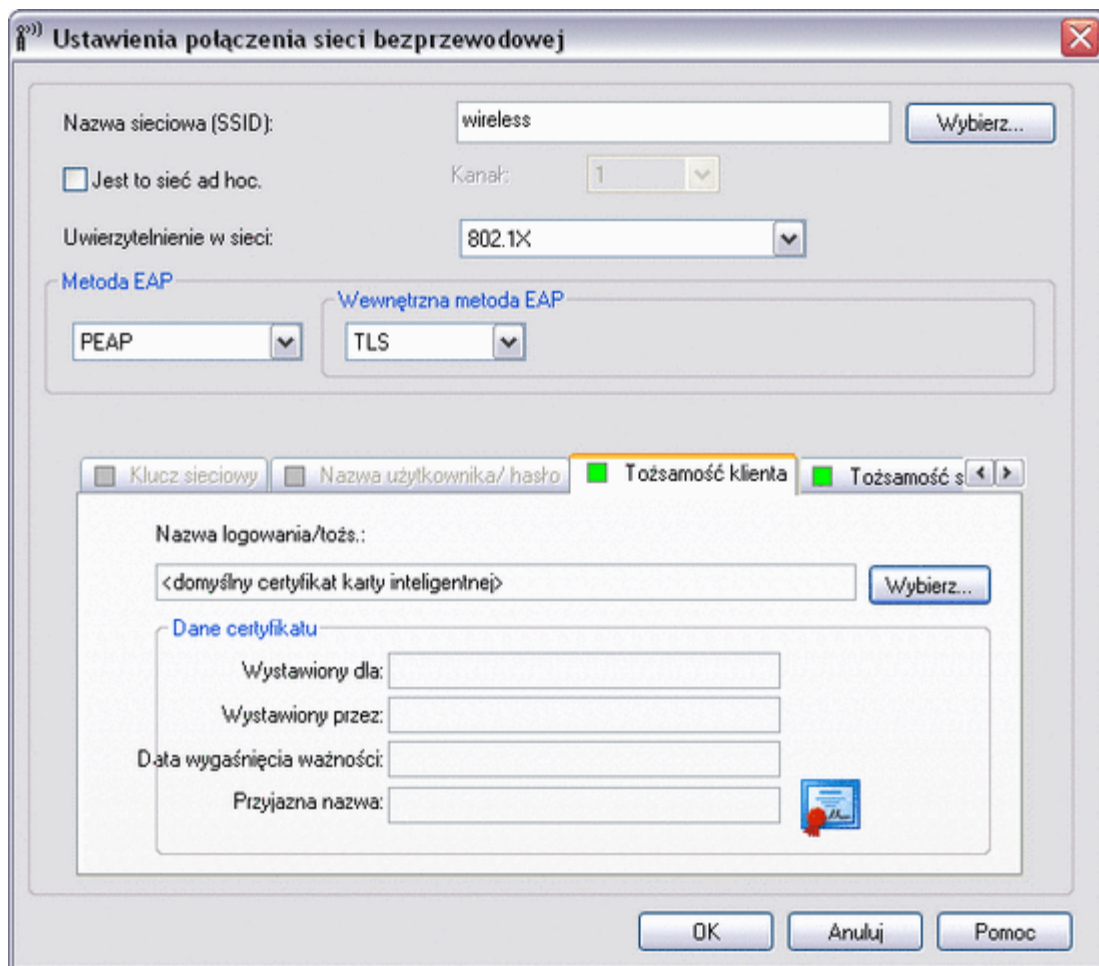 Ustawienia połączenia sieci bezprzewodowej
Nazwa sieciowa (SSID): wireless Wybierz...
Jest to sieć ad hoc. Kanał: 1
Uwierzytelnienie w sieci: 802.1X
Metoda EAP
Wewnętrzna metoda EAP
PEAP TLS
Klucz sieciowy Nazwa użytkownika/ hasło Tożsamość klienta Tożsamość s
Nazwa logowania/tożs.:
<domyślny certyfikat karty inteligentnej> Wybierz...
Dane certyfikatu
Wystawiony dla:
Wystawiony przez:
Data wygaśnięcia ważności:
Przyjazna nazwa:
OK Anuluj Pomoc